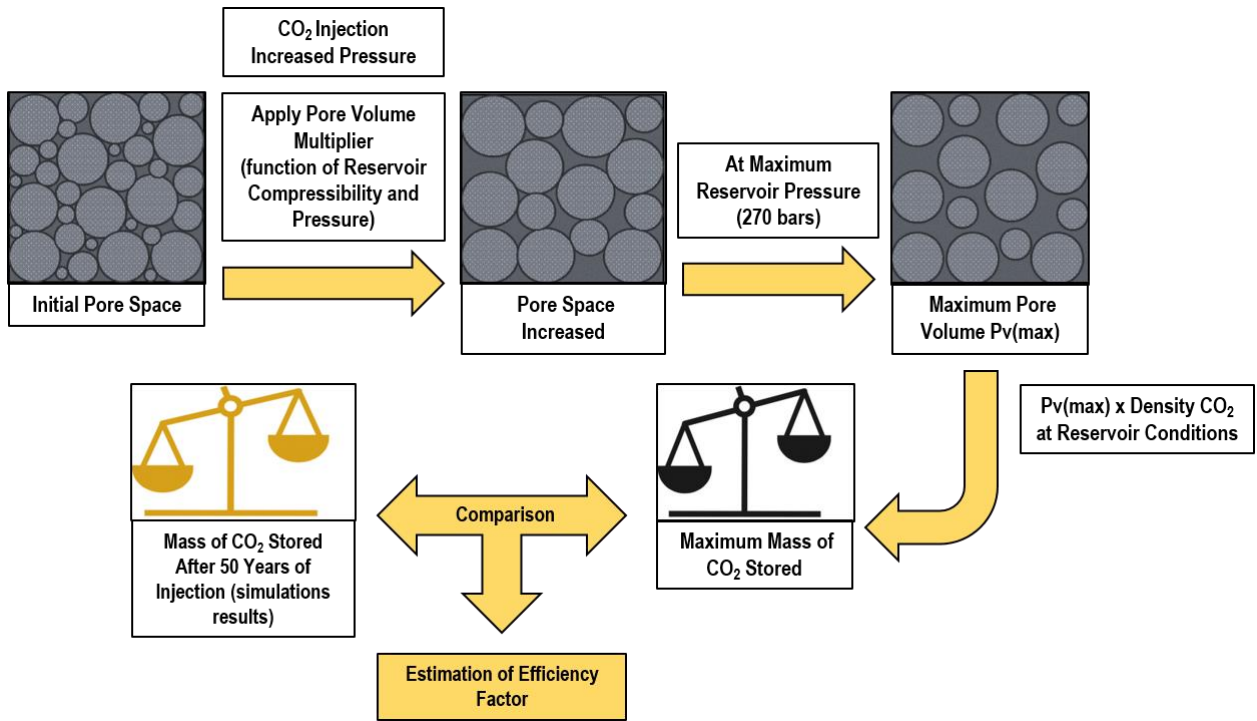 CO₂ Injection
Increased Pressure
Apply Pore Volume
Multiplier
(function of Reservoir
Compressibility and
Pressure)
At Maximum
Reservoir Pressure
(270 bars)
Initial Pore Space
Pore Space
Increased
Maximum Pore
Volume Pv(max)
Pv(max) x Density CO₂
at Reservoir Conditions
Comparison
Mass of CO₂ Stored
After 50 Years of
Injection (simulations
results)
Maximum Mass of
CO₂ Stored
Estimation of Efficiency
Factor